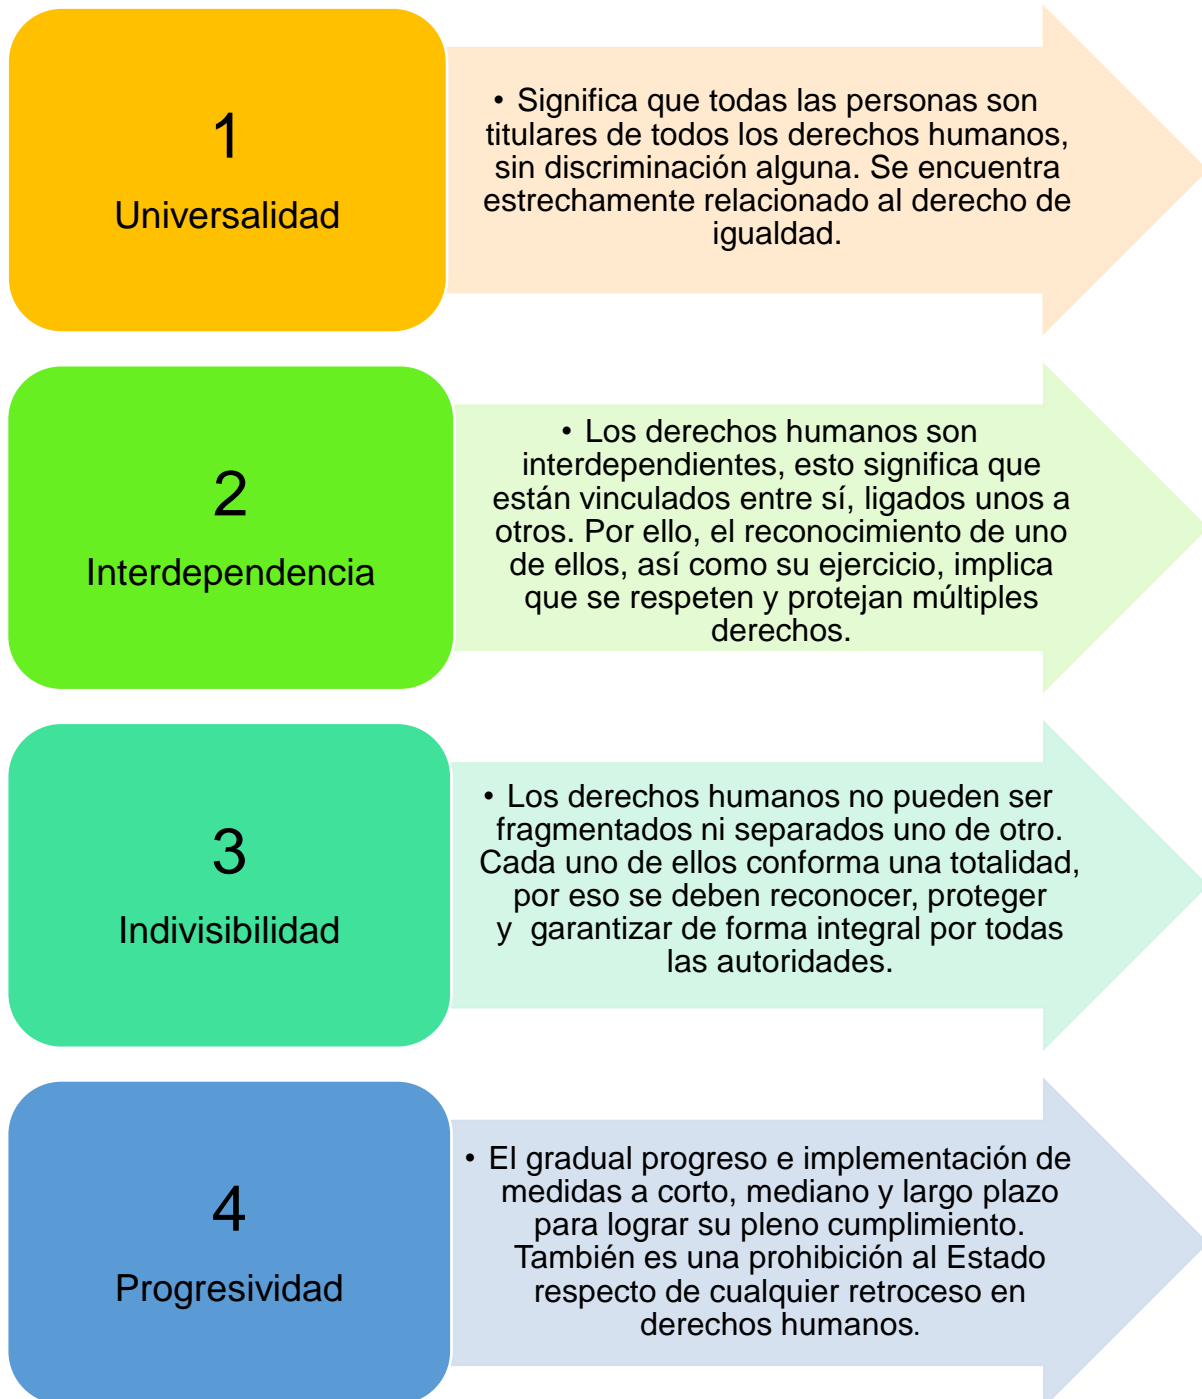 1
Universalidad
• Significa que todas las personas son
titulares de todos los derechos humanos,
sin discriminación alguna. Se encuentra
estrechamente relacionado al derecho de
igualdad.
2
Interdependencia
• Los derechos humanos son
interdependientes, esto significa que
están vinculados entre sí, ligados unos a
otros. Por ello, el reconocimiento de uno
de ellos, así como su ejercicio, implica
que se respeten y protejan múltiples
derechos.
3
Indivisibilidad
• Los derechos humanos no pueden ser
fragmentados ni separados uno de otro.
Cada uno de ellos conforma una totalidad,
por eso se deben reconocer, proteger
y  garantizar de forma integral por todas
las autoridades.
4
Progresividad
• El gradual progreso e implementación de
medidas a corto, mediano y largo plazo
para lograr su pleno cumplimiento.
También es una prohibición al Estado
respecto de cualquier retroceso en
derechos humanos.